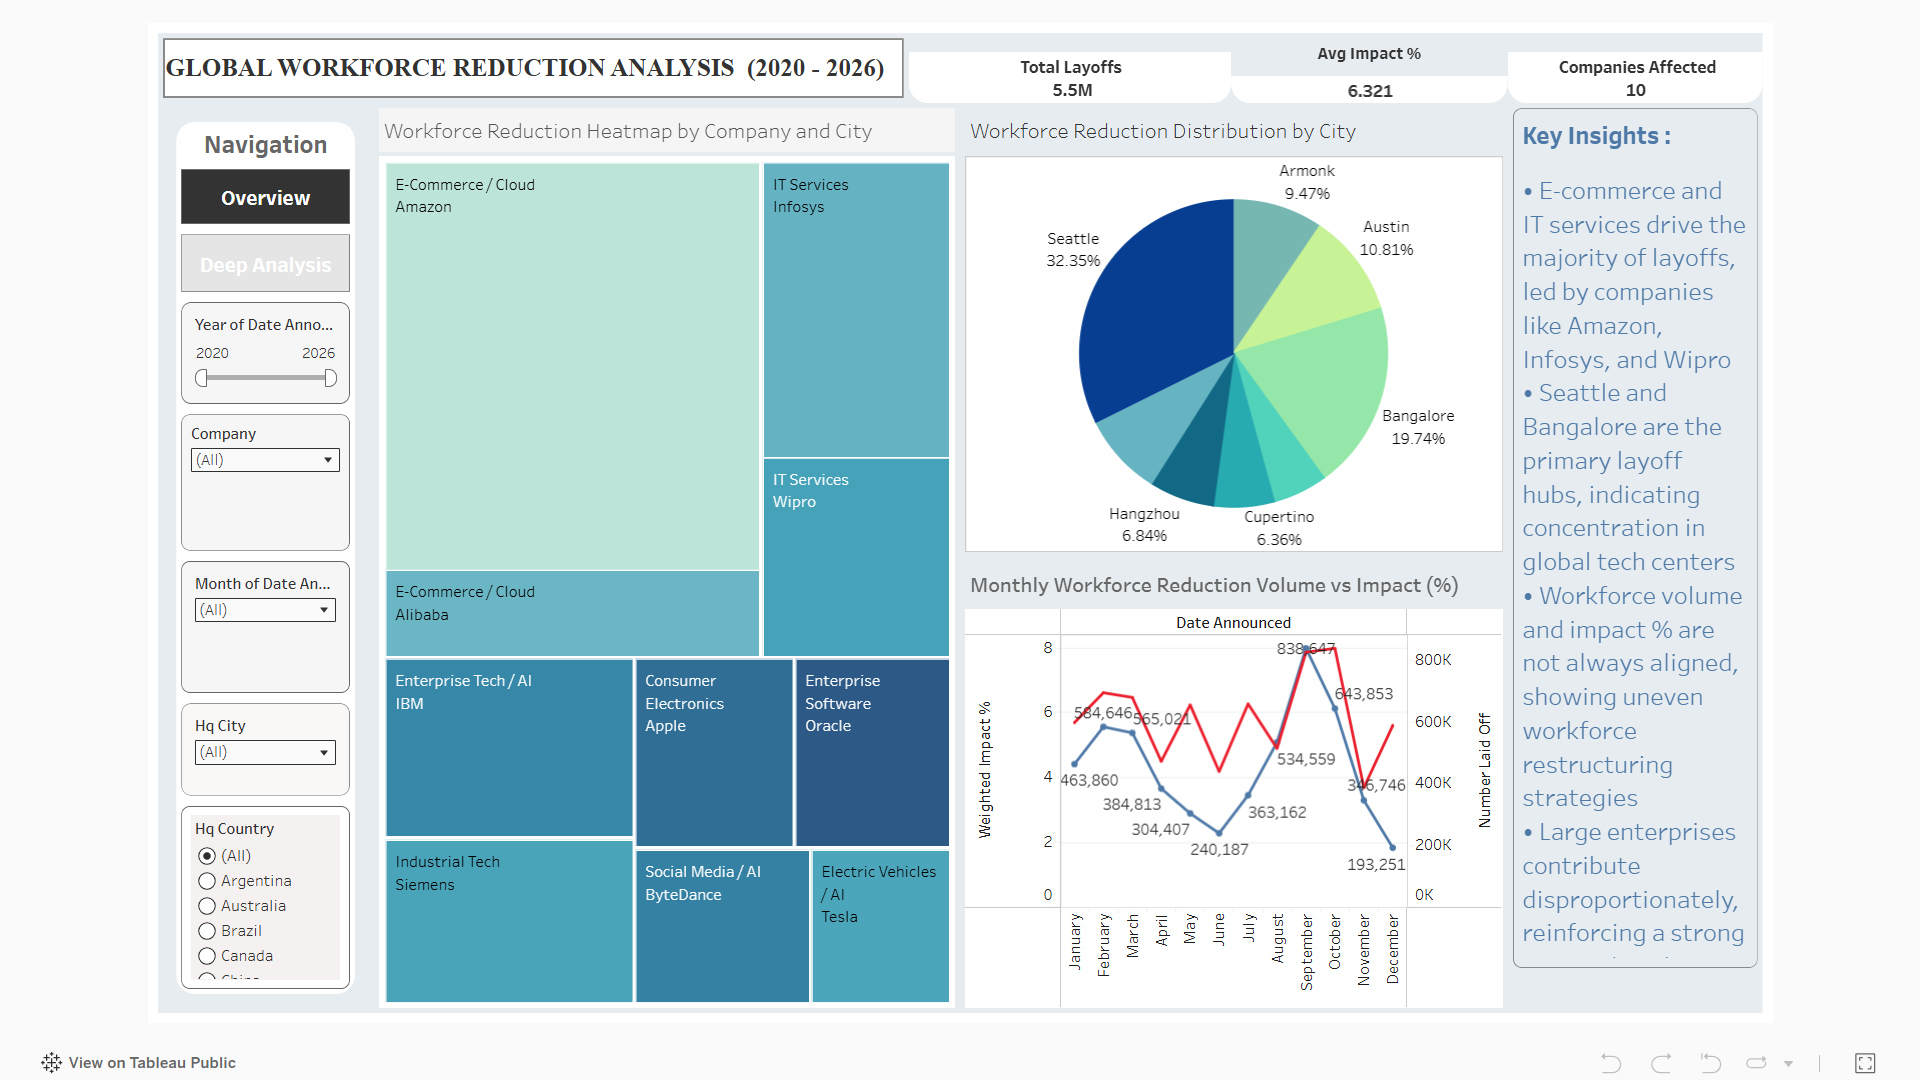 GLOBAL WORKFORCE REDUCTION ANALYSIS (2020 - 2026)
Total Layoffs
5.5M
Avg Impact %
6.321
Companies Affected
10
Navigation
Overview
Deep Analysis
Year of Date Anno...
2020 2026
Company
(All)
Month of Date An...
(All)
Hq City
(All)
Hq Country
(All)
Argentina
Australia
Brazil
Canada
Workforce Reduction Heatmap by Company and City
E-Commerce / Cloud
Amazon
IT Services
Infosys
IT Services
Wipro
E-Commerce / Cloud
Alibaba
Enterprise Tech / AI
IBM
Consumer
Electronics
Apple
Enterprise
Software
Oracle
Industrial Tech
Siemens
Social Media / AI
ByteDance
Electric Vehicles
/ AI
Tesla
Workforce Reduction Distribution by City
Armonk
9.47%
Austin
10.81%
Seattle
32.35%
Bangalore
19.74%
Hangzhou
6.84%
Cupertino
6.36%
Monthly Workforce Reduction Volume vs Impact (%)
Date Announced
Weighted Impact %
8
6
4
2
0
463,860
584,646
565,021
384,813
304,407
240,187
363,162
534,559
838,647
643,853
346,746
193,251
800K
600K
400K
200K
0K
Number Laid Off
January
February
March
April
May
June
July
August
September
October
November
December
Key Insights :
• E-commerce and
IT services drive the
majority of layoffs,
led by companies
like Amazon,
Infosys, and Wipro
• Seattle and
Bangalore are the
primary layoff
hubs, indicating
concentration in
global tech centers
• Workforce volume
and impact % are
not always aligned,
showing uneven
workforce
restructuring
strategies
• Large enterprises
contribute
disproportionately,
reinforcing a strong
View on Tableau Public